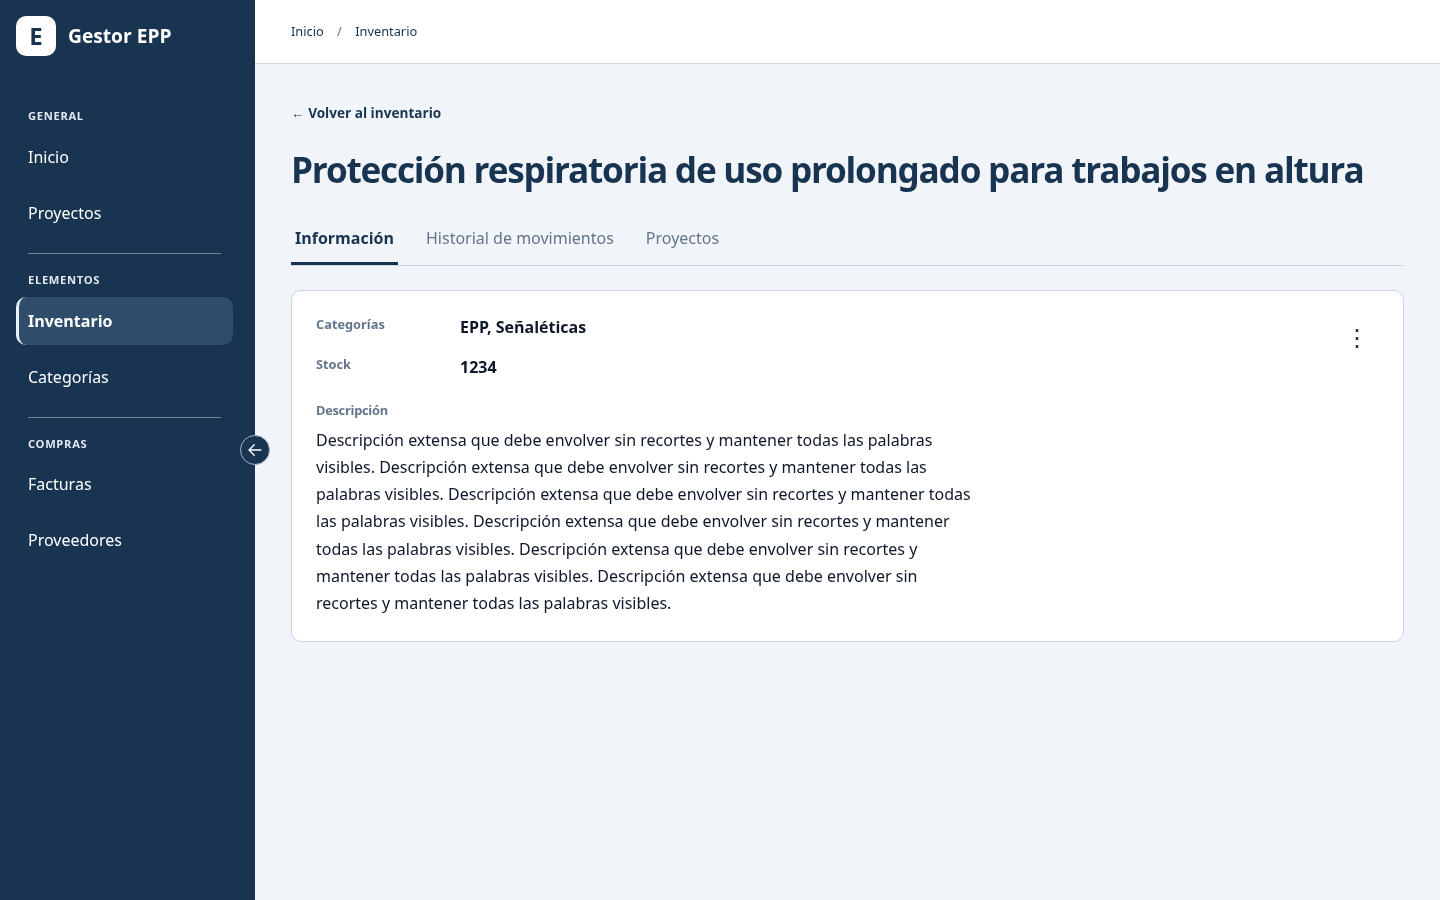 E
Gestor EPP
GENERAL
Inicio
Proyectos
ELEMENTOS
Inventario
Categorías
COMPRAS
Facturas
Proveedores
Inicio / Inventario
← Volver al inventario
Protección respiratoria de uso prolongado para trabajos en altura
Información Historial de movimientos Proyectos
Categorías EPP, Señaléticas
Stock 1234
Descripción
Descripción extensa que debe envolver sin recortes y mantener todas las palabras
visibles. Descripción extensa que debe envolver sin recortes y mantener todas las
palabras visibles. Descripción extensa que debe envolver sin recortes y mantener todas
las palabras visibles. Descripción extensa que debe envolver sin recortes y mantener
todas las palabras visibles. Descripción extensa que debe envolver sin recortes y
mantener todas las palabras visibles. Descripción extensa que debe envolver sin
recortes y mantener todas las palabras visibles.